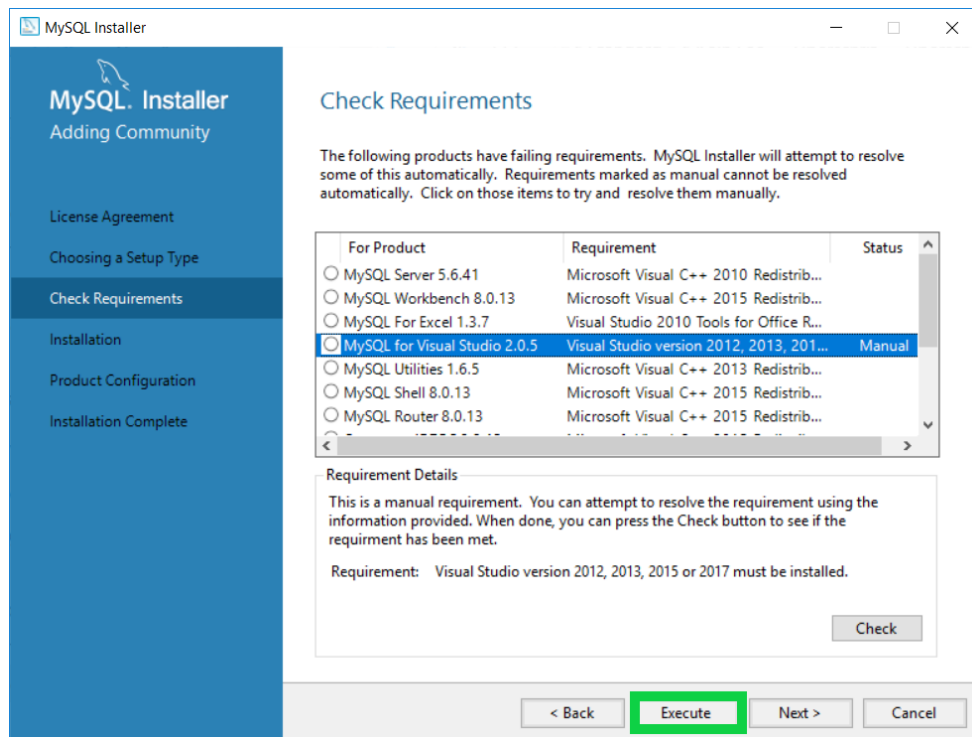 MySQL Installer
MySQL. Installer
Adding Community
License Agreement
Choosing a Setup Type
Check Requirements
Installation
Product Configuration
Installation Complete
Check Requirements
The following products have failing requirements. MySQL Installer will attempt to resolve
some of this automatically. Requirements marked as manual cannot be resolved
automatically. Click on those items to try and resolve them manually.
For Product Requirement Status
MySQL Server 5.6.41 Microsoft Visual C++ 2010 Redistrib...
MySQL Workbench 8.0.13 Microsoft Visual C++ 2015 Redistrib...
MySQL For Excel 1.3.7 Visual Studio 2010 Tools for Office R...
MySQL for Visual Studio 2.0.5 Visual Studio version 2012, 2013, 201... Manual
MySQL Utilities 1.6.5 Microsoft Visual C++ 2013 Redistrib...
MySQL Shell 8.0.13 Microsoft Visual C++ 2015 Redistrib...
MySQL Router 8.0.13 Microsoft Visual C++ 2015 Redistrib...
Requirement Details
This is a manual requirement. You can attempt to resolve the requirement using the
information provided. When done, you can press the Check button to see if the
requirment has been met.
Requirement: Visual Studio version 2012, 2013, 2015 or 2017 must be installed.
Check
< Back Execute Next > Cancel